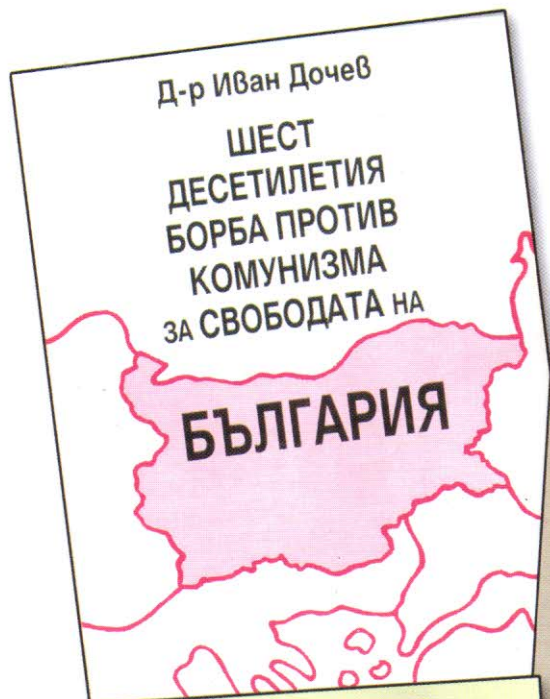 Д-р Иван Дочев
ШЕСТ
ДЕСЕТИЛЕТИЯ
БОРБА ПРОТИВ
КОМУНИЗМА
ЗА СВОБОДАТА НА
БЪЛГАРИЯ